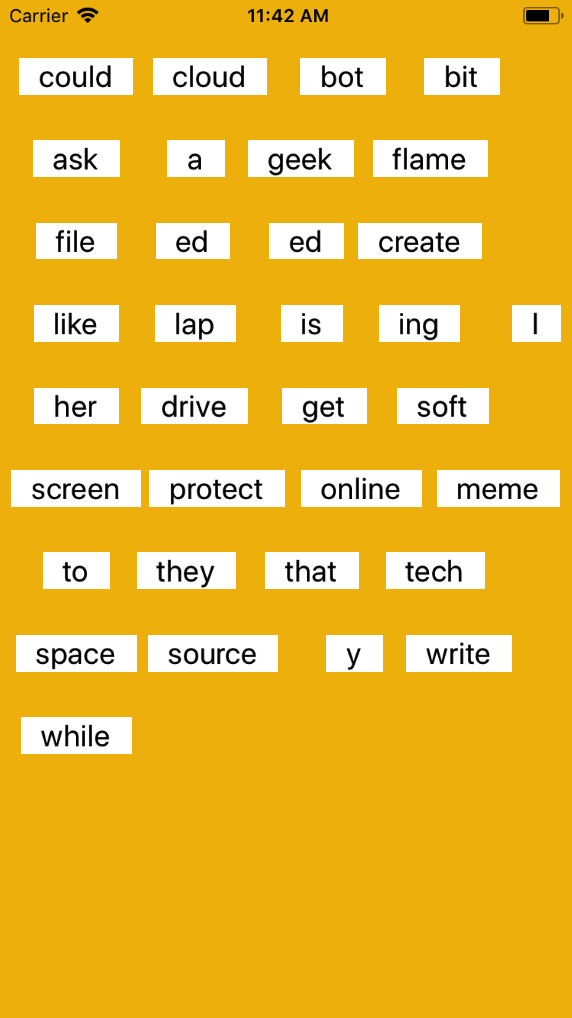 Carrier 11:42 AM
could cloud bot bit
ask a geek flame
file ed ed create
like lap is ing I
her drive get soft
screen protect online meme
to they that tech
space source y write
while